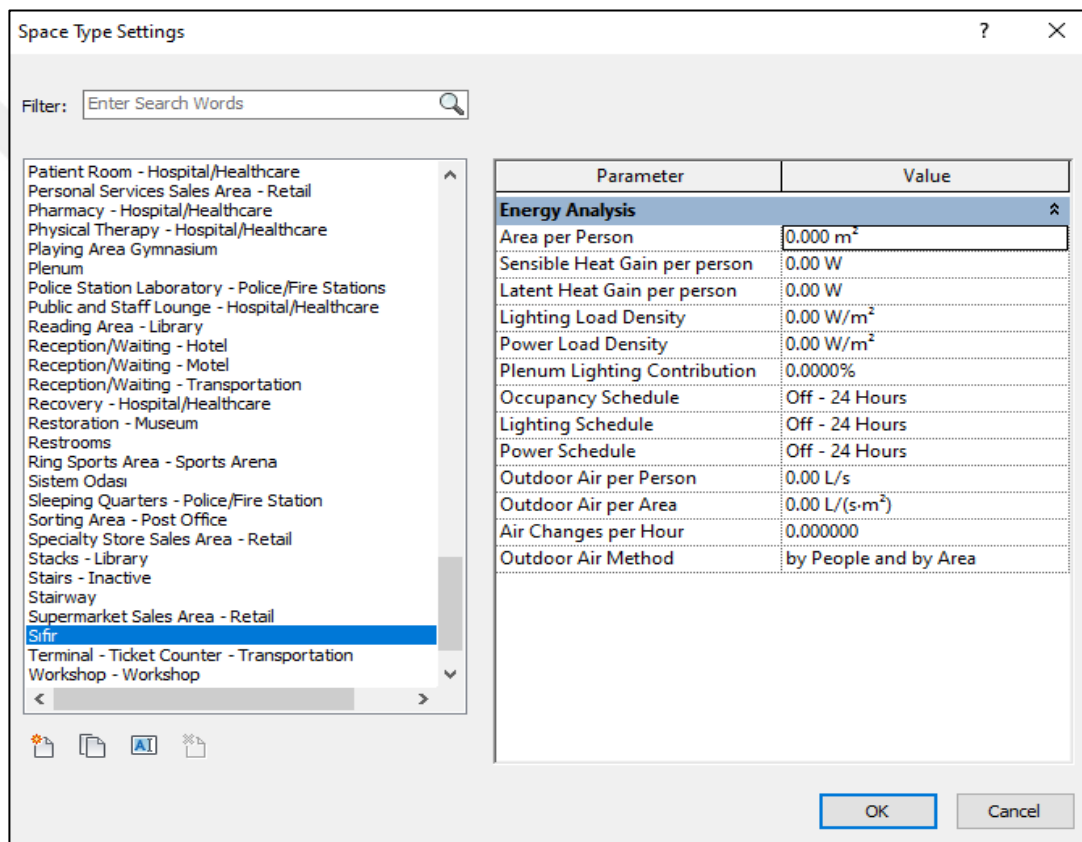 Space Type Settings
?
Filter:
Enter Search Words
Patient Room - Hospital/Healthcare
Personal Services Sales Area - Retail
Pharmacy - Hospital/Healthcare
Physical Therapy - Hospital/Healthcare
Playing Area Gymnasium
Plenum
Police Station Laboratory - Police/Fire Stations
Public and Staff Lounge - Hospital/Healthcare
Reading Area - Library
Reception/Waiting - Hotel
Reception/Waiting - Motel
Reception/Waiting - Transportation
Recovery - Hospital/Healthcare
Restoration - Museum
Restrooms
Ring Sports Area - Sports Arena
Sistem Odası
Sleeping Quarters - Police/Fire Station
Sorting Area - Post Office
Specialty Store Sales Area - Retail
Stacks - Library
Stairs - Inactive
Stairway
Supermarket Sales Area - Retail
Sıfır
Terminal - Ticket Counter - Transportation
Workshop - Workshop
Parameter Value
Energy Analysis
Area per Person 0.000 m²
Sensible Heat Gain per person 0.00 W
Latent Heat Gain per person 0.00 W
Lighting Load Density 0.00 W/m²
Power Load Density 0.00 W/m²
Plenum Lighting Contribution 0.0000%
Occupancy Schedule Off - 24 Hours
Lighting Schedule Off - 24 Hours
Power Schedule Off - 24 Hours
Outdoor Air per Person 0.00 L/s
Outdoor Air per Area 0.00 L/(s·m²)
Air Changes per Hour 0.000000
Outdoor Air Method by People and by Area
AI
OK Cancel